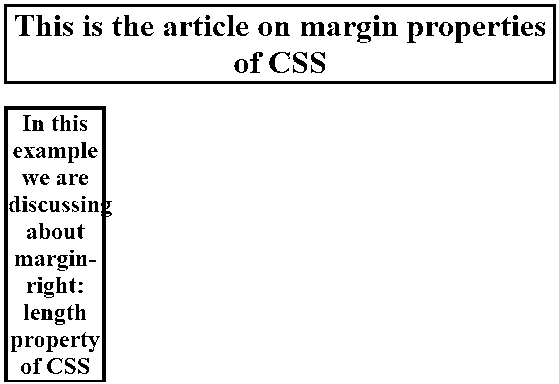 This is the article on margin properties
of CSS
In this
example
we are
discussing
about
margin-
right:
length
property
of CSS